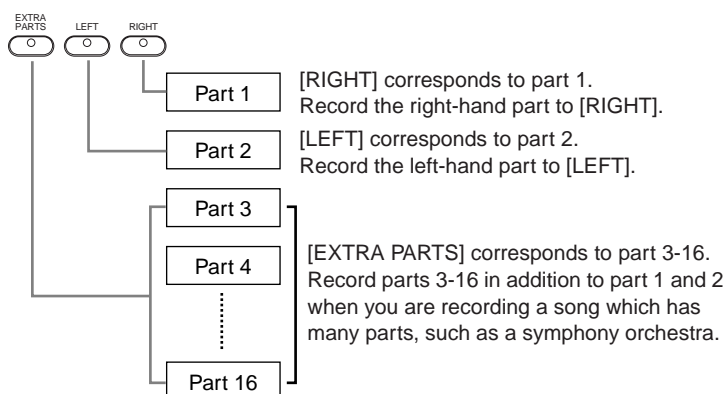 EXTRA
PARTS
LEFT
RIGHT
Part 1
[RIGHT] corresponds to part 1.
Record the right-hand part to [RIGHT].
Part 2
[LEFT] corresponds to part 2.
Record the left-hand part to [LEFT].
Part 3
Part 4
Part 16
[EXTRA PARTS] corresponds to part 3-16.
Record parts 3-16 in addition to part 1 and 2
when you are recording a song which has
many parts, such as a symphony orchestra.